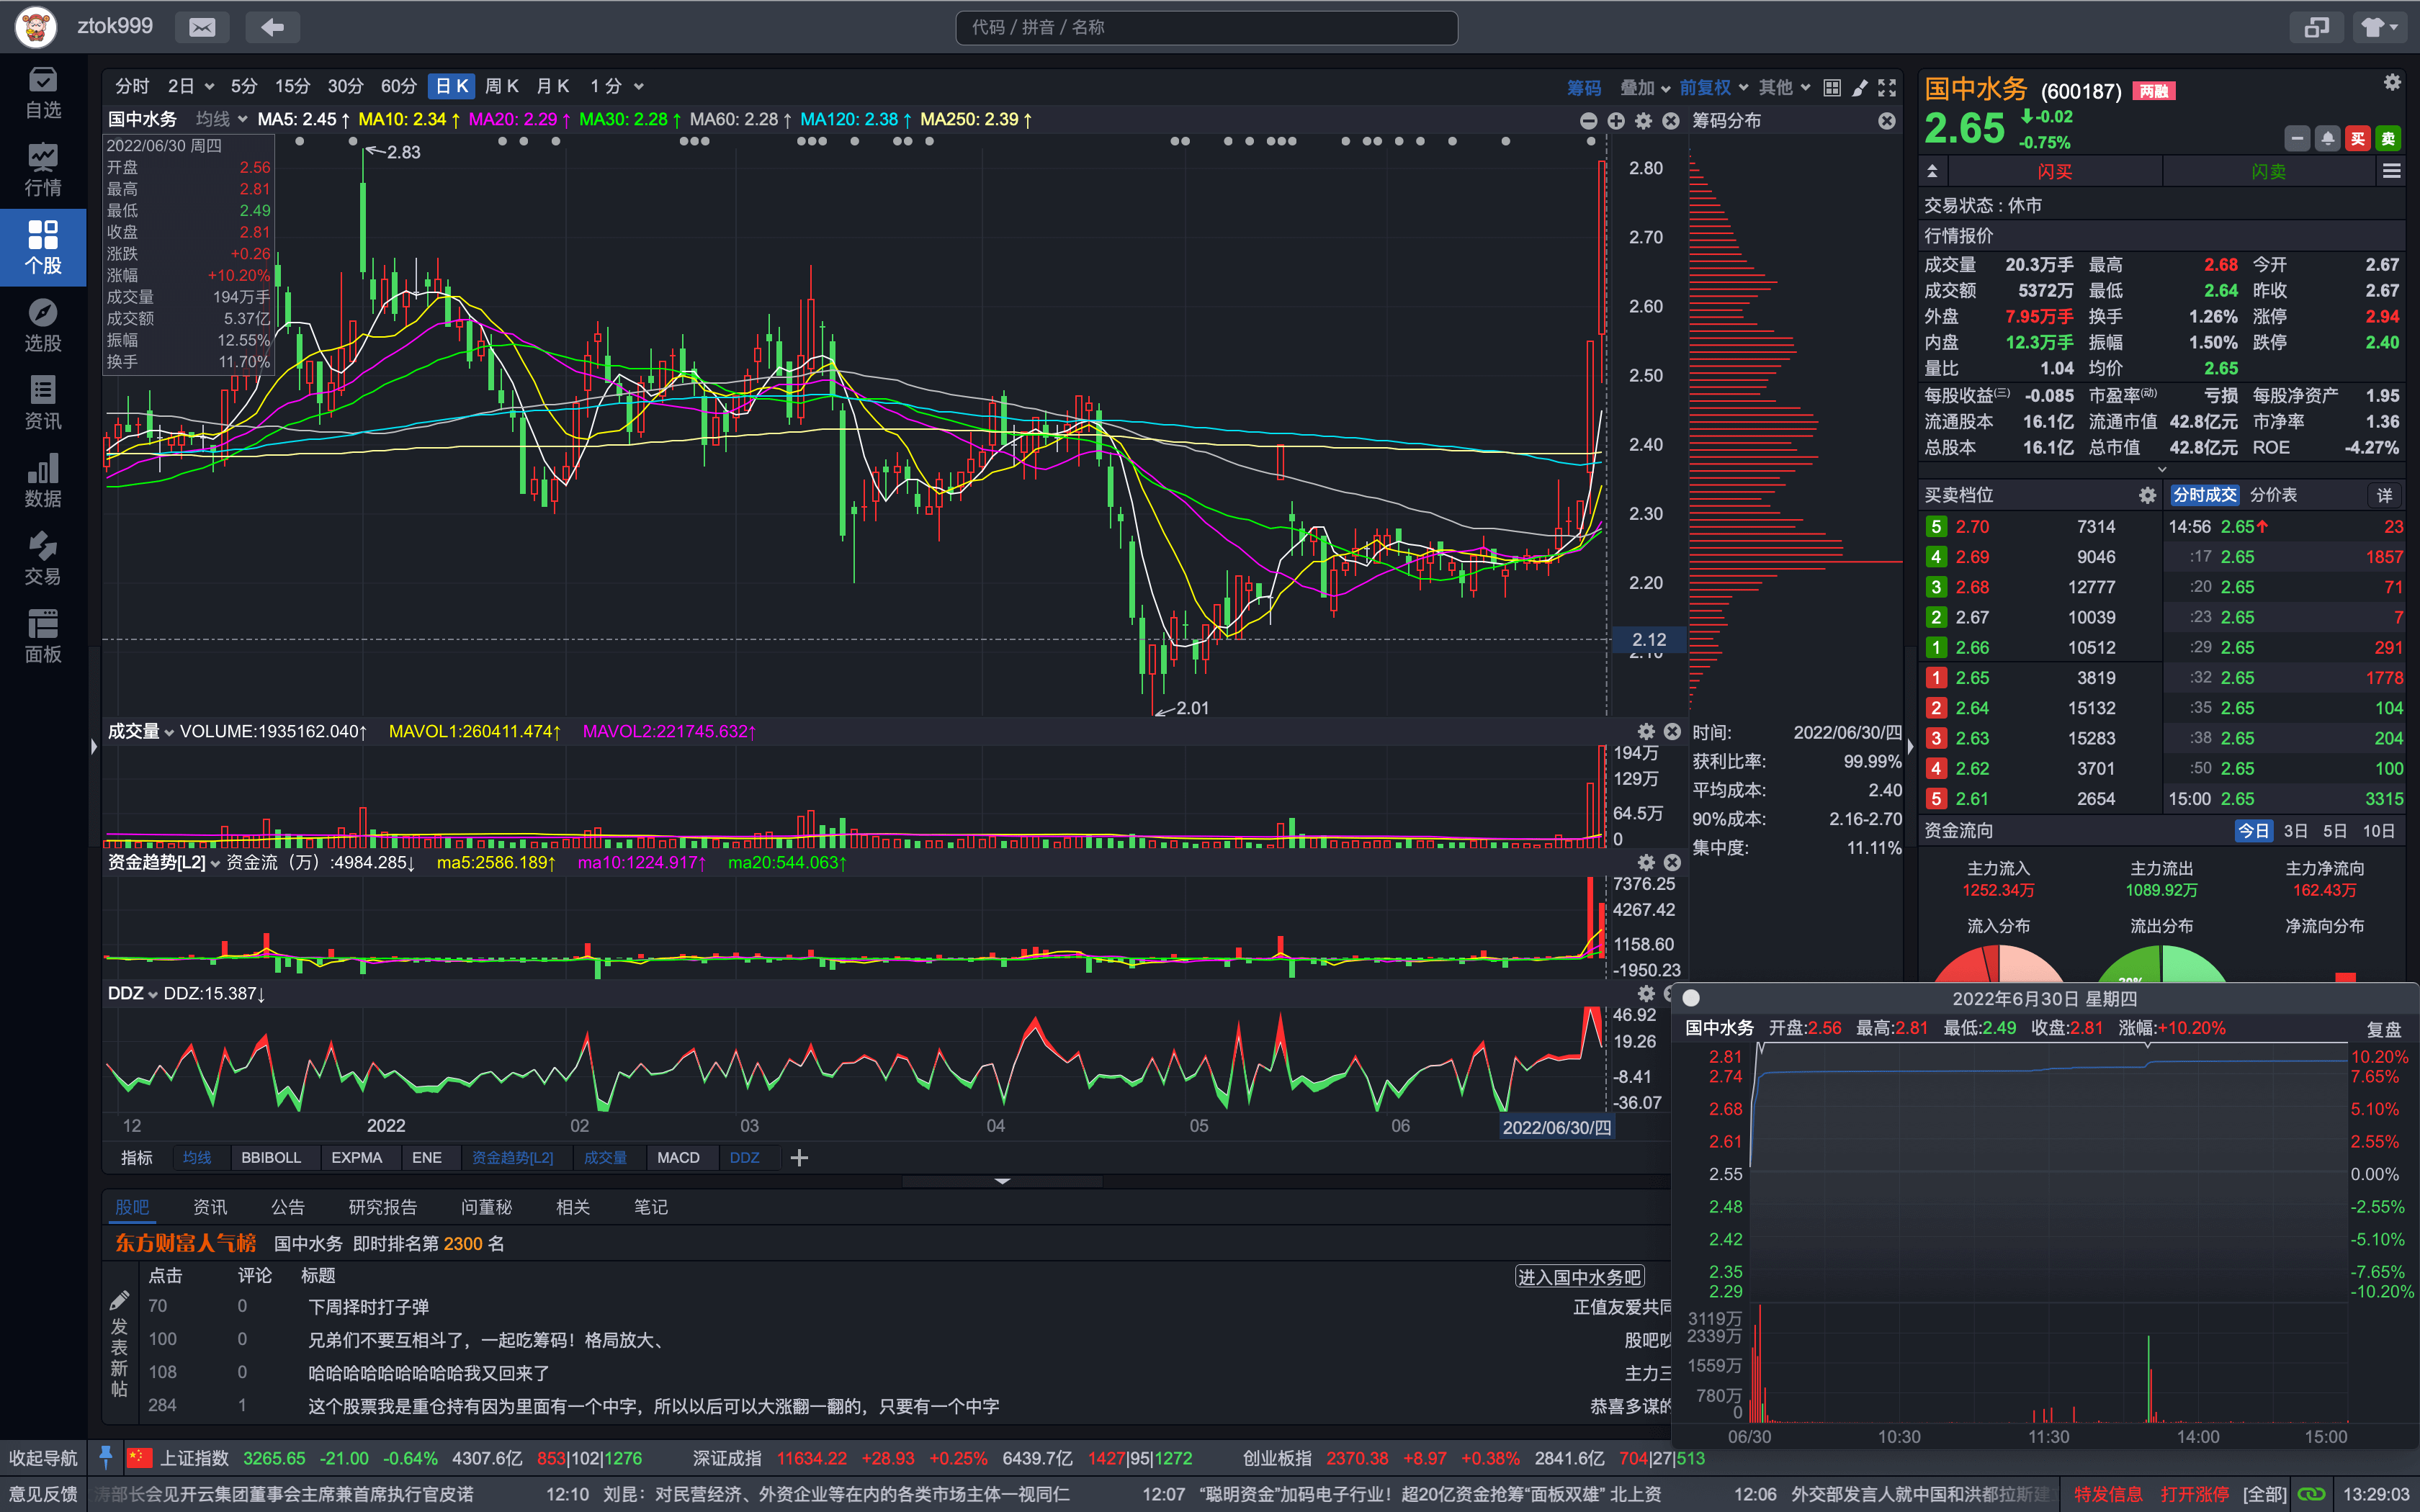 ztok999
代码 / 拼音 / 名称
自选
行情
个股
选股
资讯
数据
交易
面板
分时 2日 5分 15分 30分 60分 日K 周K 月K 1分 筹码 叠加 前复权 其他
国中水务 均线 MA5: 2.45↑ MA10: 2.34↑ MA20: 2.29↑ MA30: 2.28↑ MA60: 2.28↑ MA120: 2.38↑ MA250: 2.39↑
2022/06/30 周四
开盘 2.56
最高 2.81
最低 2.49
收盘 2.81
涨跌 +0.26
涨幅 +10.20%
成交量 194万手
成交额 5.37亿
振幅 12.55%
换手 11.70%
2.83
2.01
2.80
2.70
2.60
2.50
2.40
2.30
2.20
2.12
2.10
筹码分布
时间: 2022/06/30/四
获利比率: 99.99%
平均成本: 2.40
90%成本: 2.16-2.70
集中度: 11.11%
成交量 VOLUME:1935162.040↑ MAVOL1:260411.474↑ MAVOL2:221745.632↑
194万
129万
64.5万
0
资金趋势[L2] 资金流（万）:4984.285↓ ma5:2586.189↑ ma10:1224.917↑ ma20:544.063↑
7376.25
4267.42
1158.60
-1950.23
DDZ DDZ:15.387↓
46.92
19.26
-8.41
-36.07
12 2022 02 03 04 05 06 2022/06/30/四
指标 均线 BBIBOLL EXPMA ENE 资金趋势[L2] 成交量 MACD DDZ
股吧 资讯 公告 研究报告 问董秘 相关 笔记
东方财富人气榜 国中水务 即时排名第 2300 名
点击 评论 标题 进入国中水务吧
发表新帖
70 0 下周择时打子弹 正值友爱共同
100 0 兄弟们不要互相斗了，一起吃筹码！格局放大、 股吧吵
108 0 哈哈哈哈哈哈哈哈哈我又回来了 主力三
284 1 这个股票我是重仓持有因为里面有一个中字，所以以后可以大涨翻一翻的，只要有一个中字 恭喜多谋的
国中水务 (600187) 两融
2.65 -0.02
-0.75%
买 卖
闪买 闪卖
交易状态 : 休市
行情报价
成交量 20.3万手 最高 2.68 今开 2.67
成交额 5372万 最低 2.64 昨收 2.67
外盘 7.95万手 换手 1.26% 涨停 2.94
内盘 12.3万手 振幅 1.50% 跌停 2.40
量比 1.04 均价 2.65
每股收益(三) -0.085 市盈率(动) 亏损 每股净资产 1.95
流通股本 16.1亿 流通市值 42.8亿元 市净率 1.36
总股本 16.1亿 总市值 42.8亿元 ROE -4.27%
买卖档位 分时成交 分价表 详
5 2.70 7314 14:56 2.65↑ 23
4 2.69 9046 :17 2.65 1857
3 2.68 12777 :20 2.65 71
2 2.67 10039 :23 2.65 7
1 2.66 10512 :29 2.65 291
1 2.65 3819 :32 2.65 1778
2 2.64 15132 :35 2.65 104
3 2.63 15283 :38 2.65 204
4 2.62 3701 :50 2.65 100
5 2.61 2654 15:00 2.65 3315
资金流向 今日 3日 5日 10日
主力流入 主力流出 主力净流向
1252.34万 1089.92万 162.43万
流入分布 流出分布 净流向分布
2022年6月30日 星期四
国中水务 开盘:2.56 最高:2.81 最低:2.49 收盘:2.81 涨幅:+10.20% 复盘
2.81 10.20%
2.74 7.65%
2.68 5.10%
2.61 2.55%
2.55 0.00%
2.48 -2.55%
2.42 -5.10%
2.35 -7.65%
2.29 -10.20%
3119万
2339万
1559万
780万
0
06/30 10:30 11:30 14:00 15:00
收起导航 上证指数 3265.65 -21.00 -0.64% 4307.6亿 853|102|1276 深证成指 11634.22 +28.93 +0.25% 6439.7亿 1427|95|1272 创业板指 2370.38 +8.97 +0.38% 2841.6亿 704|27|513
意见反馈 涛部长会见开云集团董事会主席兼首席执行官皮诺 12:10 刘昆：对民营经济、外资企业等在内的各类市场主体一视同仁 12:07 “聪明资金”加码电子行业！超20亿资金抢筹“面板双雄” 北上资 12:06 外交部发言人就中国和洪都拉斯建 特发信息 打开涨停 [全部] 13:29:03